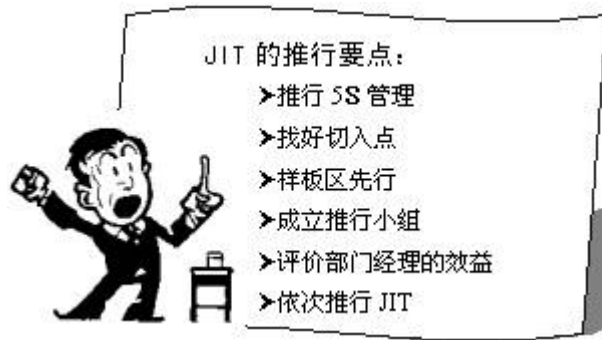 JIT 的推行要点：
➤推行 5S 管理
➤找好切入点
➤样板区先行
➤成立推行小组
➤评价部门经理的效益
➤依次推行 JIT